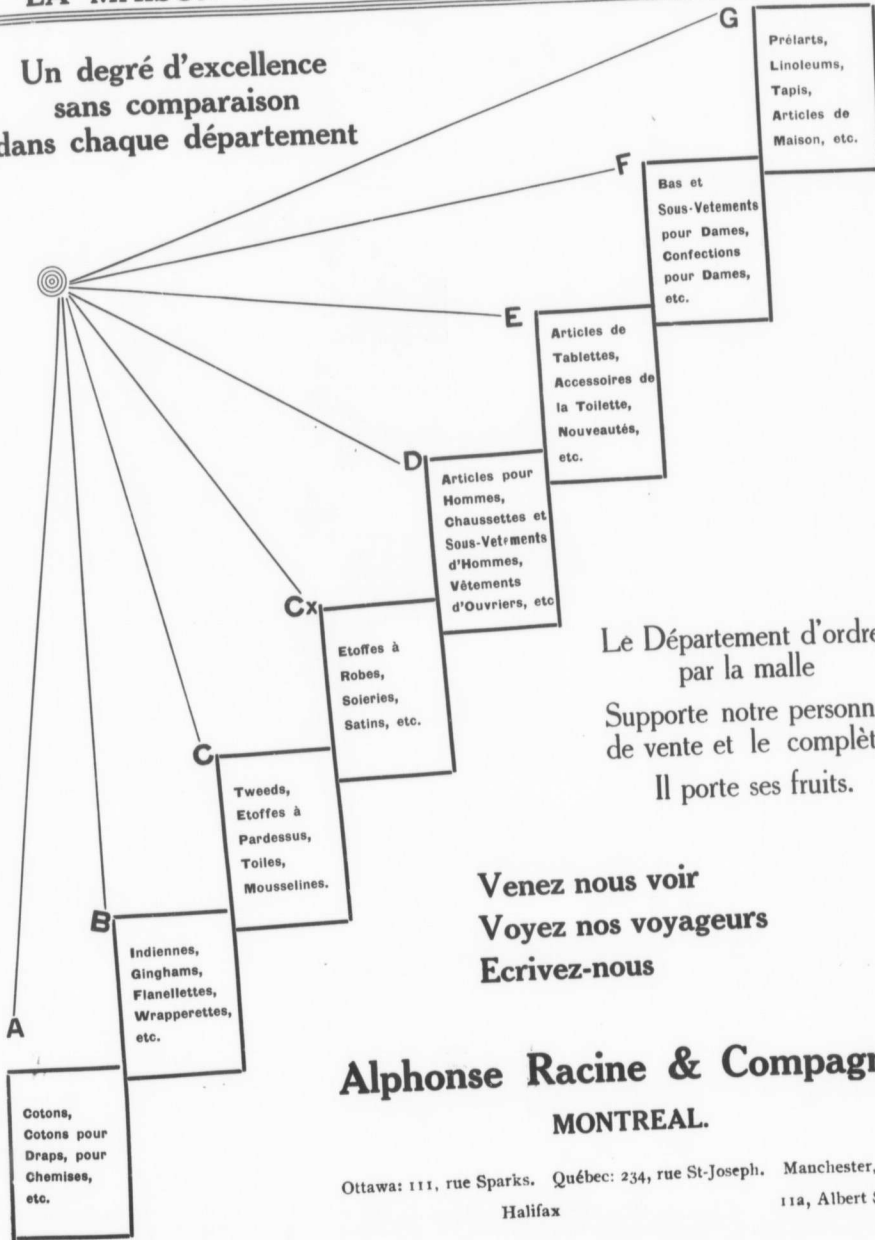 Un degré d'excellence
sans comparaison
dans chaque département
G
Prélarts,
Linoleums,
Tapis,
Articles de
Maison, etc.
F
Bas et
Sous-Vetements
pour Dames,
Confections
pour Dames,
etc.
E
Articles de
Tablettes,
Accessoires de
la Toilette,
Nouveautés,
etc.
D
Articles pour
Hommes,
Chaussettes et
Sous-Vetements
d'Hommes,
Vêtements
d'Ouvriers, etc
Cx
Etoffes à
Robes,
Soieries,
Satins, etc.
C
Tweeds,
Etoffes à
Pardessus,
Toiles,
Mousselines.
B
Indiennes,
Ginghams,
Flanellettes,
Wrapperettes,
etc.
A
Cotons,
Cotons pour
Draps, pour
Chemises,
etc.
Le Département d'ordre
par la malle
Supporte notre personn
de vente et le complèt
Il porte ses fruits.
Venez nous voir
Voyez nos voyageurs
Ecrivez-nous
Alphonse Racine & Compag
MONTREAL.
Ottawa: 111, rue Sparks. Québec: 234, rue St-Joseph. Manchester,
Halifax 11a, Albert